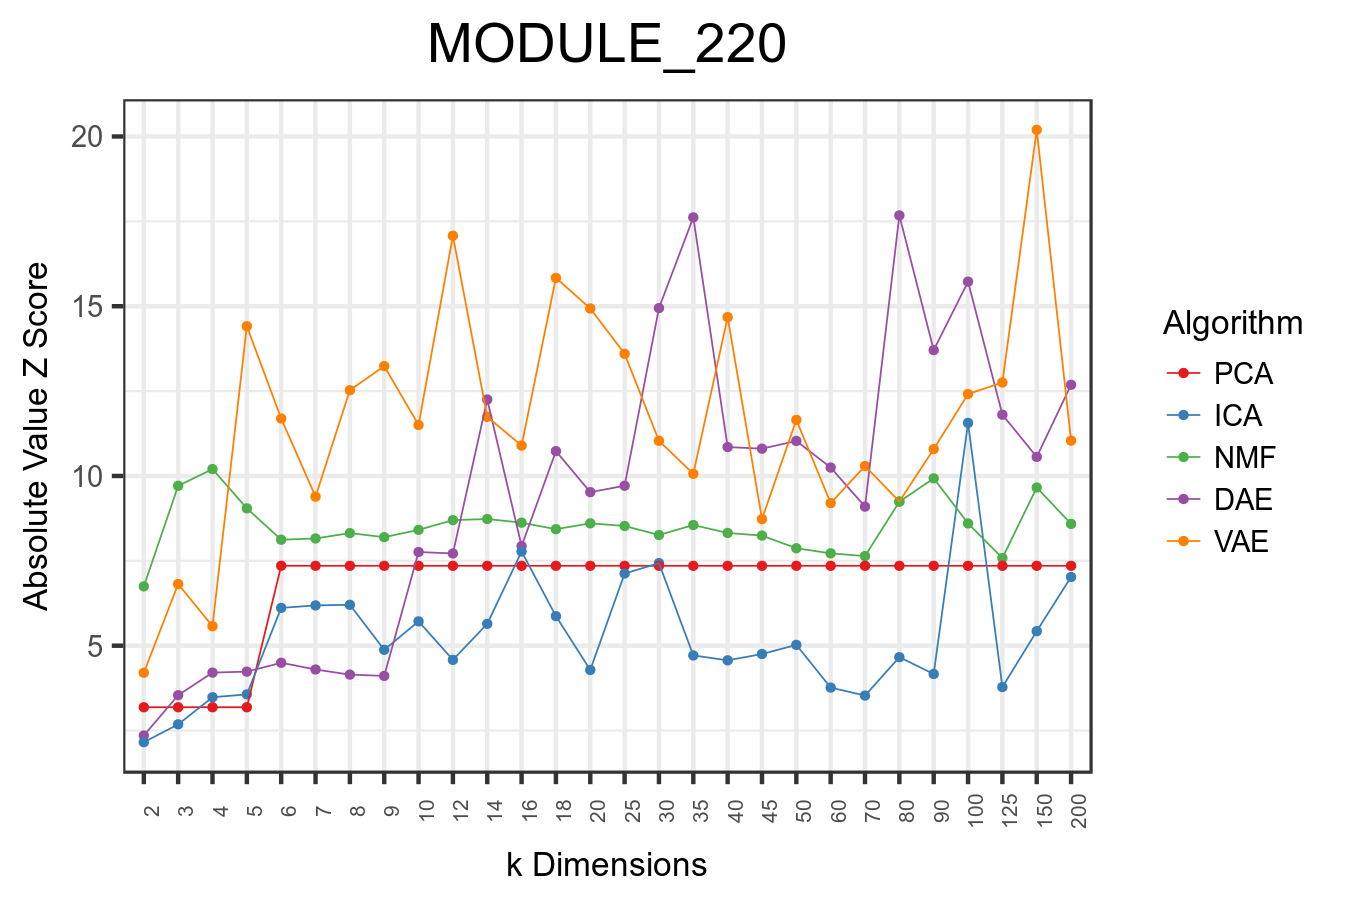 MODULE_220
Absolute Value Z Score
20
15
10
5
2 3 4 5 6 7 8 9 10 12 14 16 18 20 25 30 35 40 45 50 60 70 80 90 100 125 150 200
k Dimensions
Algorithm
PCA
ICA
NMF
DAE
VAE